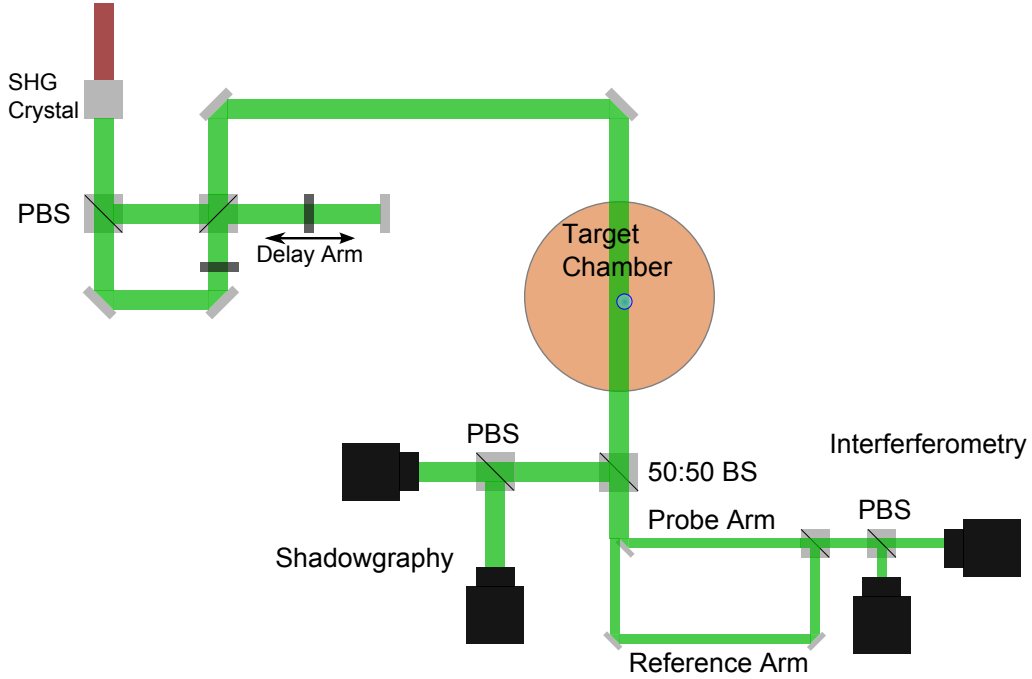 SHG
Crystal
PBS
Delay Arm
Target
Chamber
PBS
50:50 BS
Interferferometry
Probe Arm
PBS
Shadowgraphy
Reference Arm